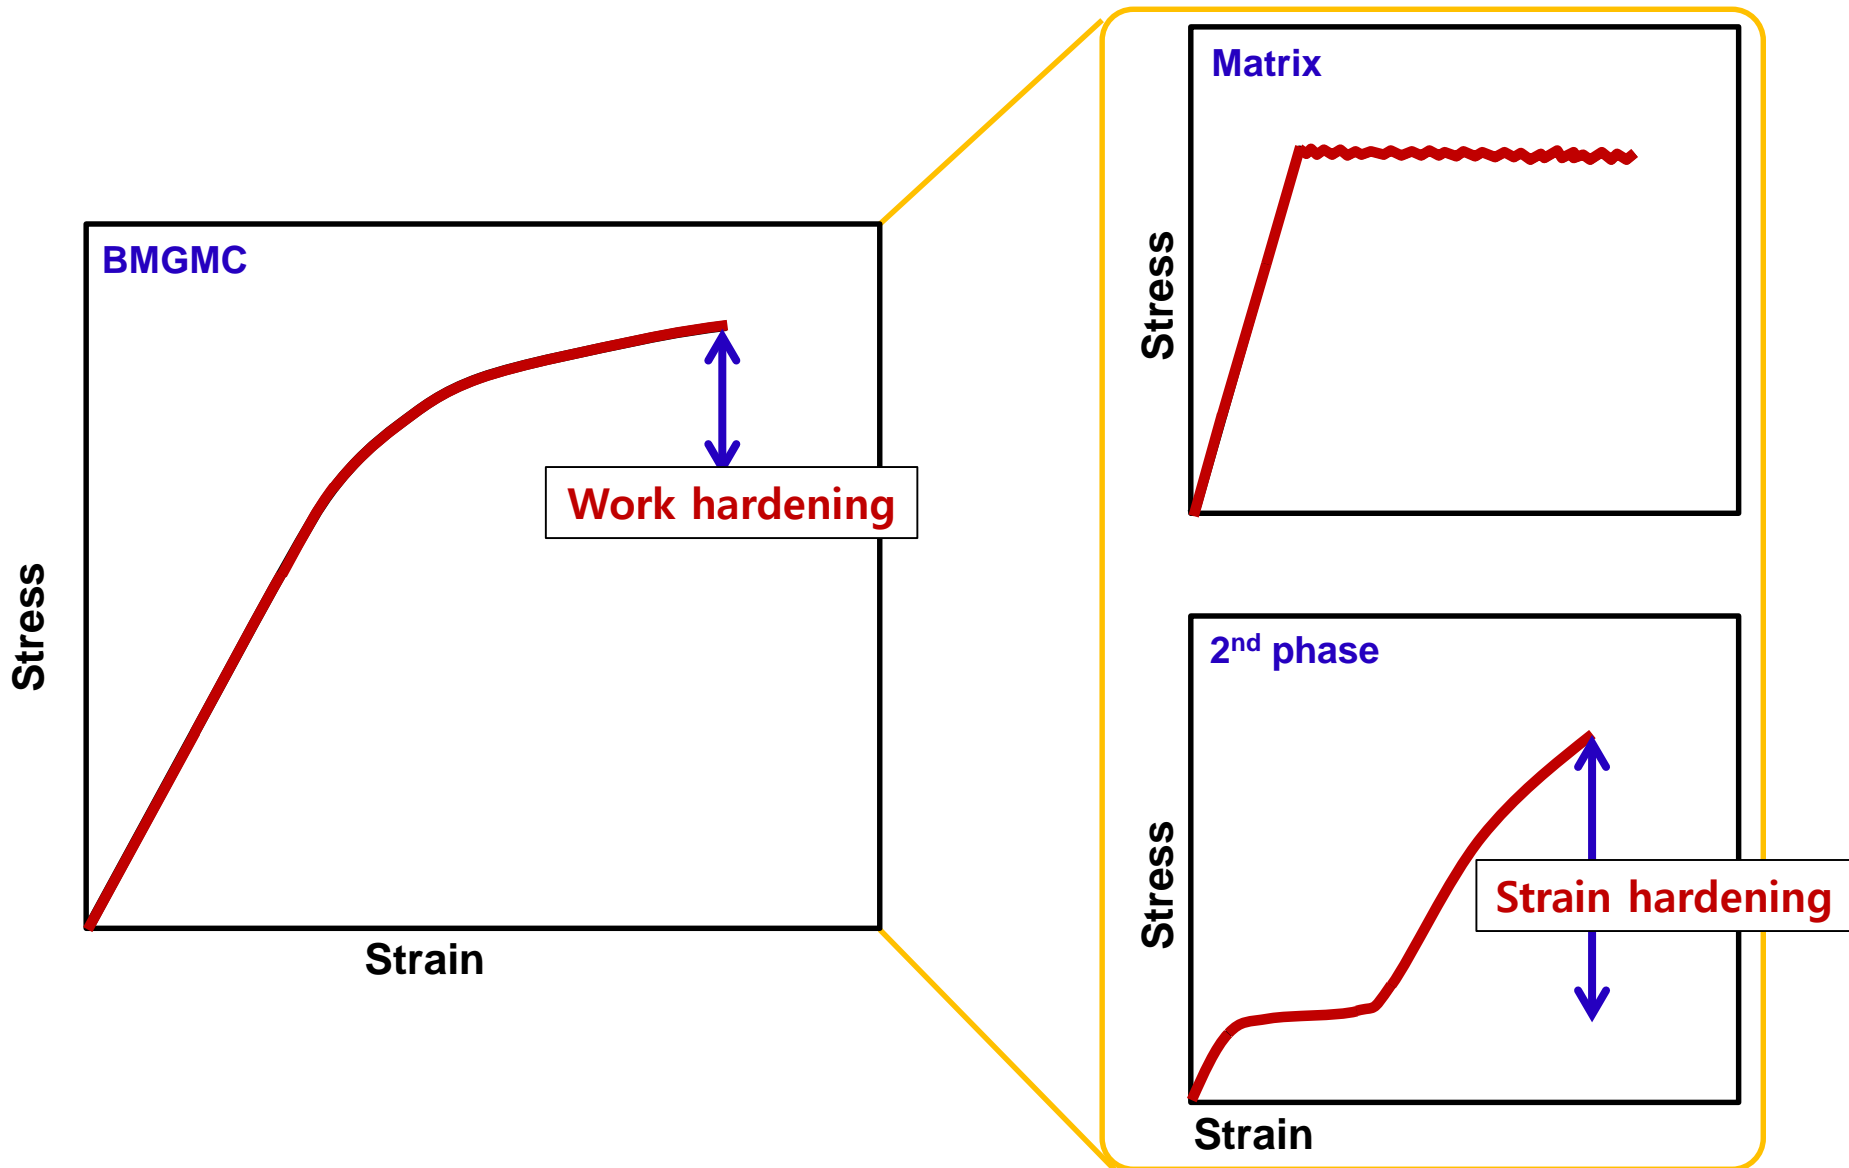 BMGMC
Work hardening
Stress
Strain
Matrix
Stress
2nd phase
Strain hardening
Stress
Strain